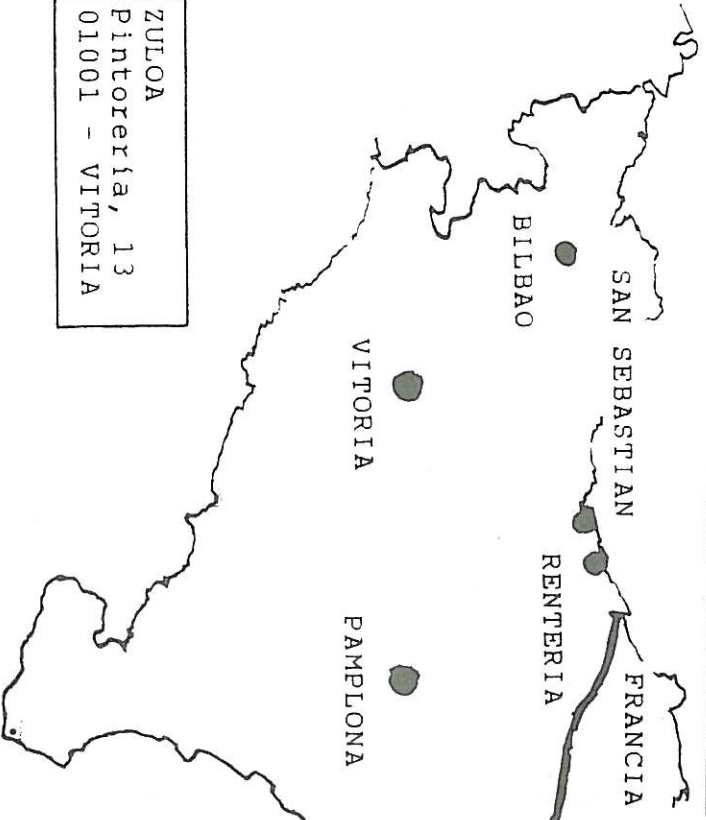 SAN SEBASTIAN
FRANCIA
BILBAO
RENTERIA
VITORIA
PAMPLONA
ZULOA
Pintorería, 13
01001 - VITORIA